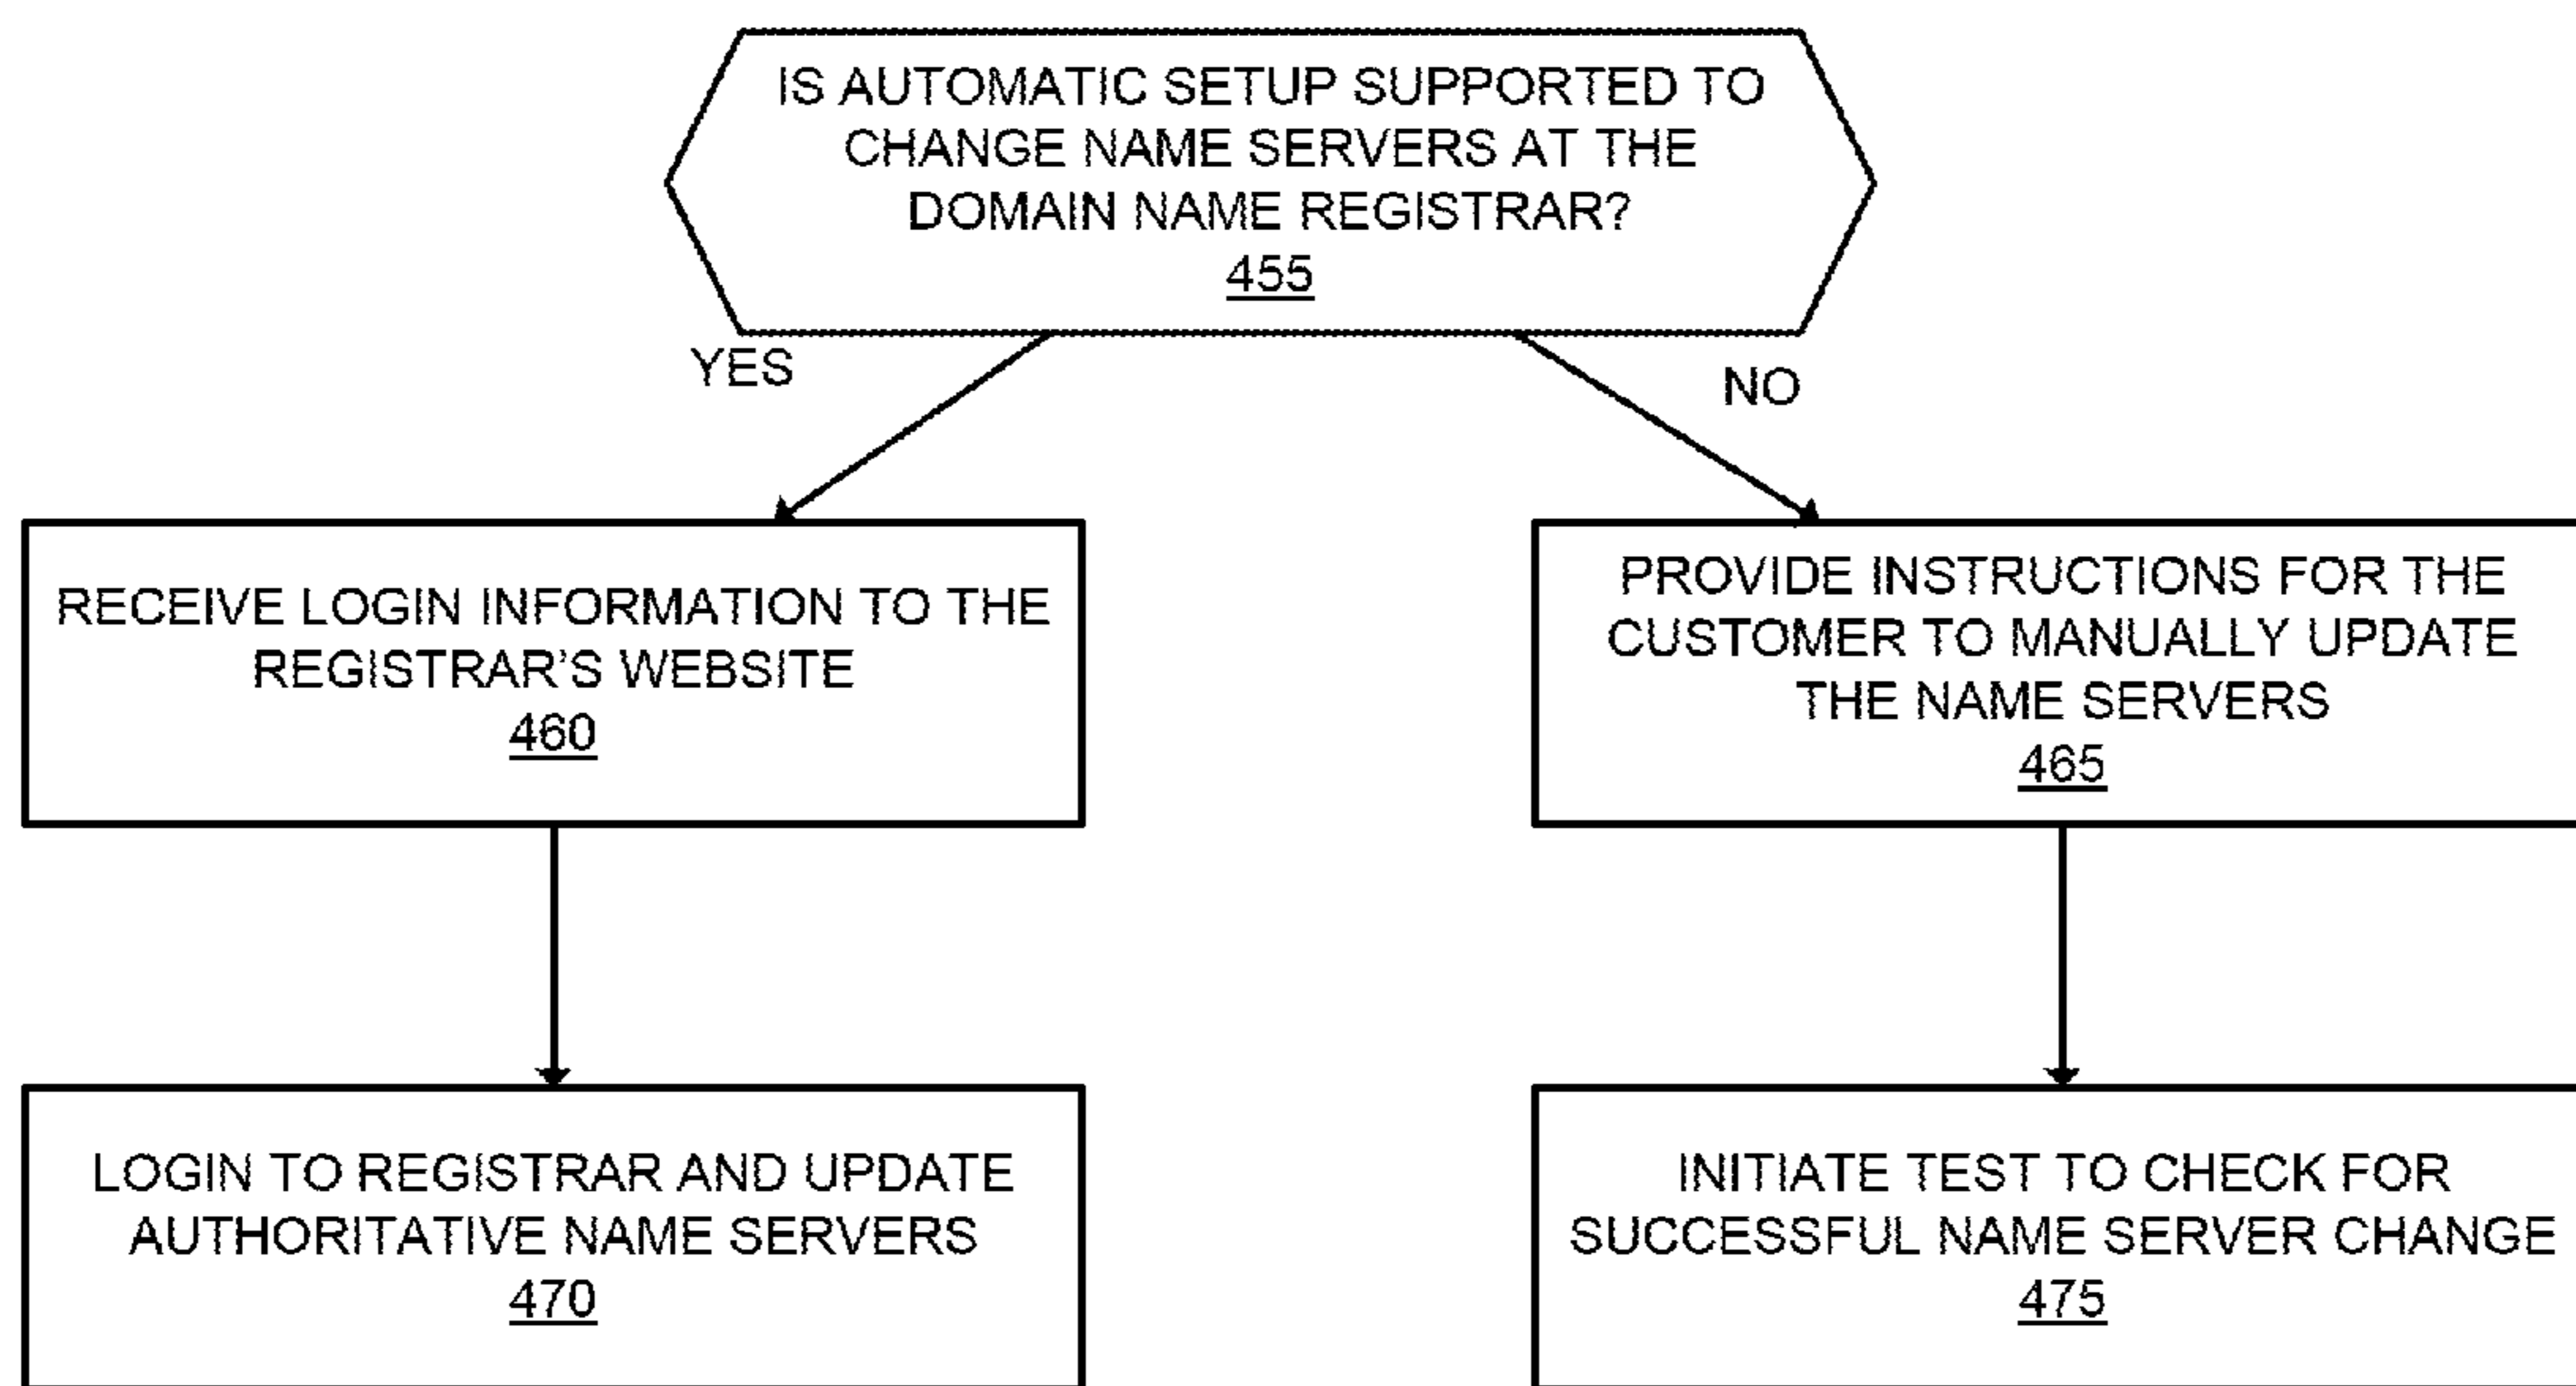 IS AUTOMATIC SETUP SUPPORTED TO
CHANGE NAME SERVERS AT THE
DOMAIN NAME REGISTRAR?
455
YES
NO
RECEIVE LOGIN INFORMATION TO THE
REGISTRAR'S WEBSITE
460
PROVIDE INSTRUCTIONS FOR THE
CUSTOMER TO MANUALLY UPDATE
THE NAME SERVERS
465
LOGIN TO REGISTRAR AND UPDATE
AUTHORITATIVE NAME SERVERS
470
INITIATE TEST TO CHECK FOR
SUCCESSFUL NAME SERVER CHANGE
475